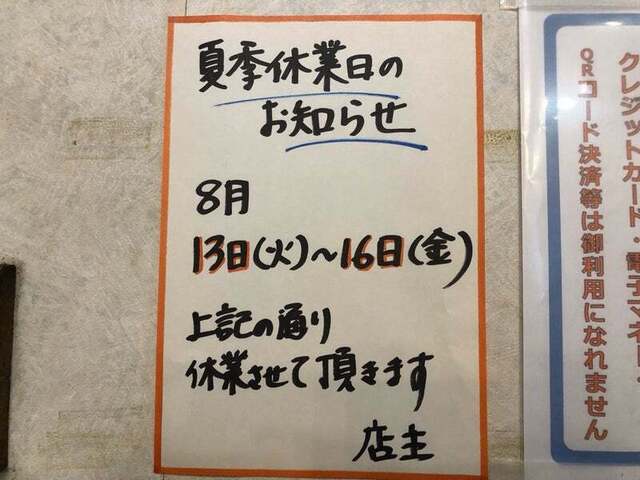 夏季休業日の
お知らせ
8月
13日(火)～16日(金)
上記の通り
休業させて頂きます
店主
クレジットカード・電子マネー・
QRコード決済等は御利用になれません